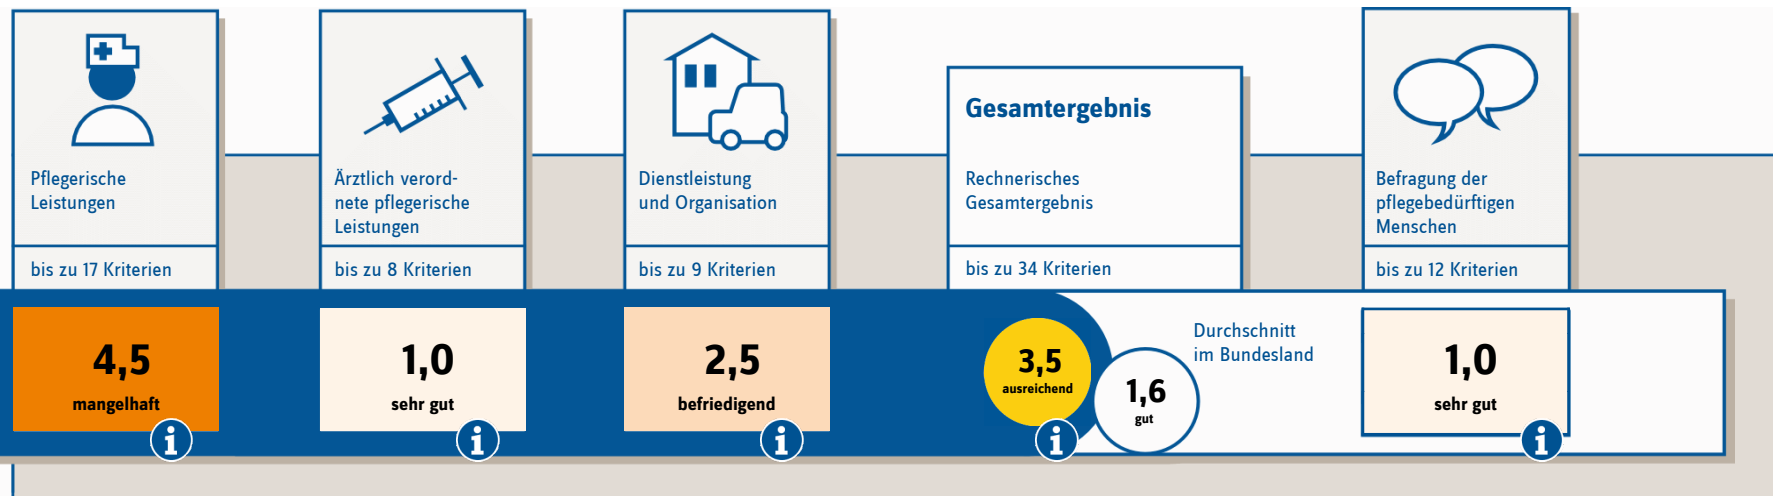 Pflegerische
Leistungen
bis zu 17 Kriterien
4,5
mangelhaft
i
Ärztlich verord-
nete pflegerische
Leistungen
bis zu 8 Kriterien
1,0
sehr gut
i
Dienstleistung
und Organisation
bis zu 9 Kriterien
2,5
befriedigend
i
Gesamtergebnis
Rechnerisches
Gesamtergebnis
bis zu 34 Kriterien
3,5
ausreichend
i
1,6
gut
Durchschnitt
im Bundesland
Befragung der
pflegebedürftigen
Menschen
bis zu 12 Kriterien
1,0
sehr gut
i